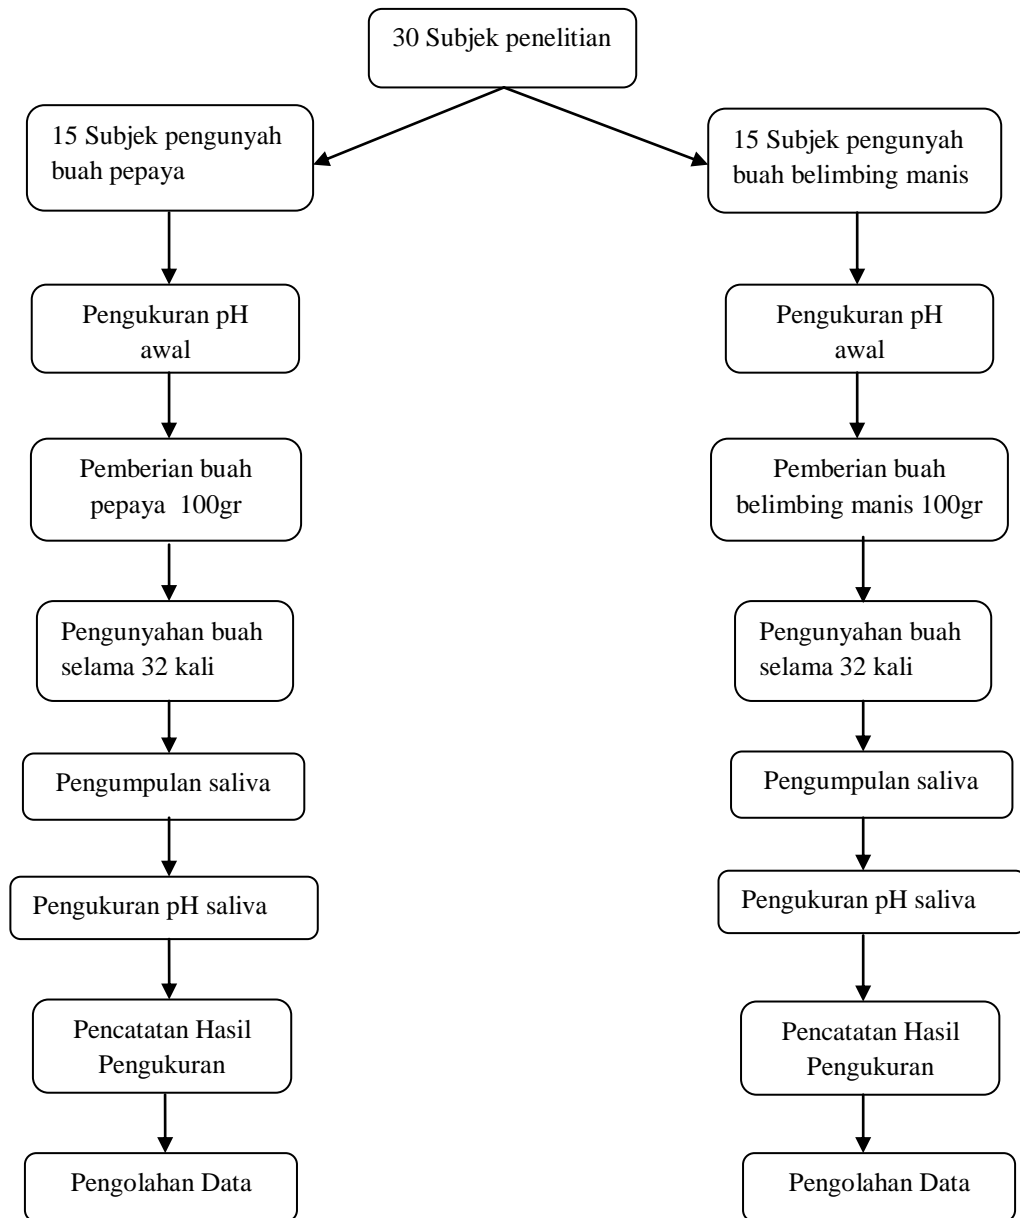 30 Subjek penelitian
15 Subjek pengunyah
buah pepaya
Pengukuran pH
awal
Pemberian buah
pepaya 100gr
Pengunyahan buah
selama 32 kali
Pengumpulan saliva
Pengukuran pH saliva
Pencatatan Hasil
Pengukuran
Pengolahan Data
15 Subjek pengunyah
buah belimbing manis
Pengukuran pH
awal
Pemberian buah
belimbing manis 100gr
Pengunyahan buah
selama 32 kali
Pengumpulan saliva
Pengukuran pH saliva
Pencatatan Hasil
Pengukuran
Pengolahan Data